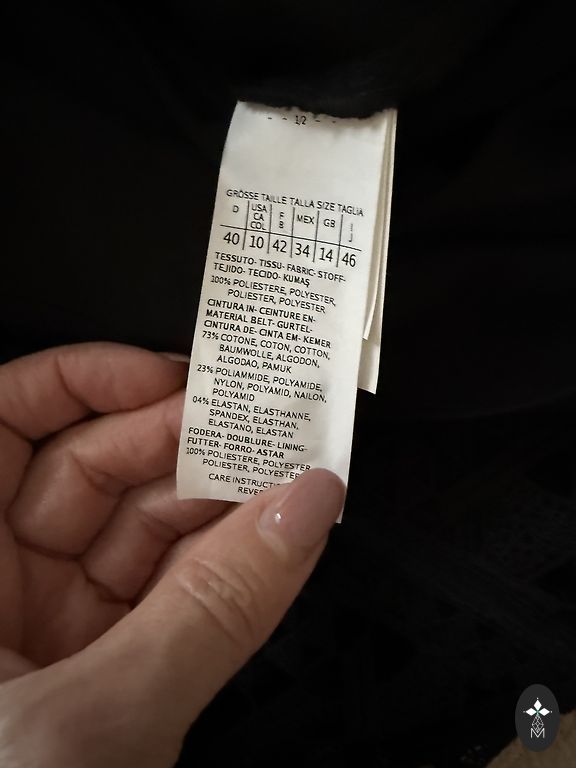 - - 1/2 - -
GRÖSSE TAILLE TALLA SIZE TAGLIA
D USA CA COL F B MEX GB I J
40 10 42 34 14 46
TESSUTO- TISSU- FABRIC- STOFF-
TEJIDO- TECIDO- KUMAŞ
100% POLIESTERE, POLYESTER,
POLIESTER, POLYESTER
CINTURA IN- CEINTURE EN-
MATERIAL BELT- GURTEL-
CINTURA DE- CINTA EM- KEMER
73% COTONE, COTON, COTTON,
BAUMWOLLE, ALGODON,
ALGODAO, PAMUK
23% POLIAMMIDE, POLYAMIDE,
NYLON, POLYAMID, NAILON,
POLYAMID
04% ELASTAN, ELASTHANNE,
SPANDEX, ELASTHAN,
ELASTANO, ELASTAN
FODERA- DOUBLURE- LINING-
FUTTER- FORRO- ASTAR
100% POLIESTERE, POLYESTER
POLIESTER, POLYESTER
CARE INSTRUCTI
REVER
M